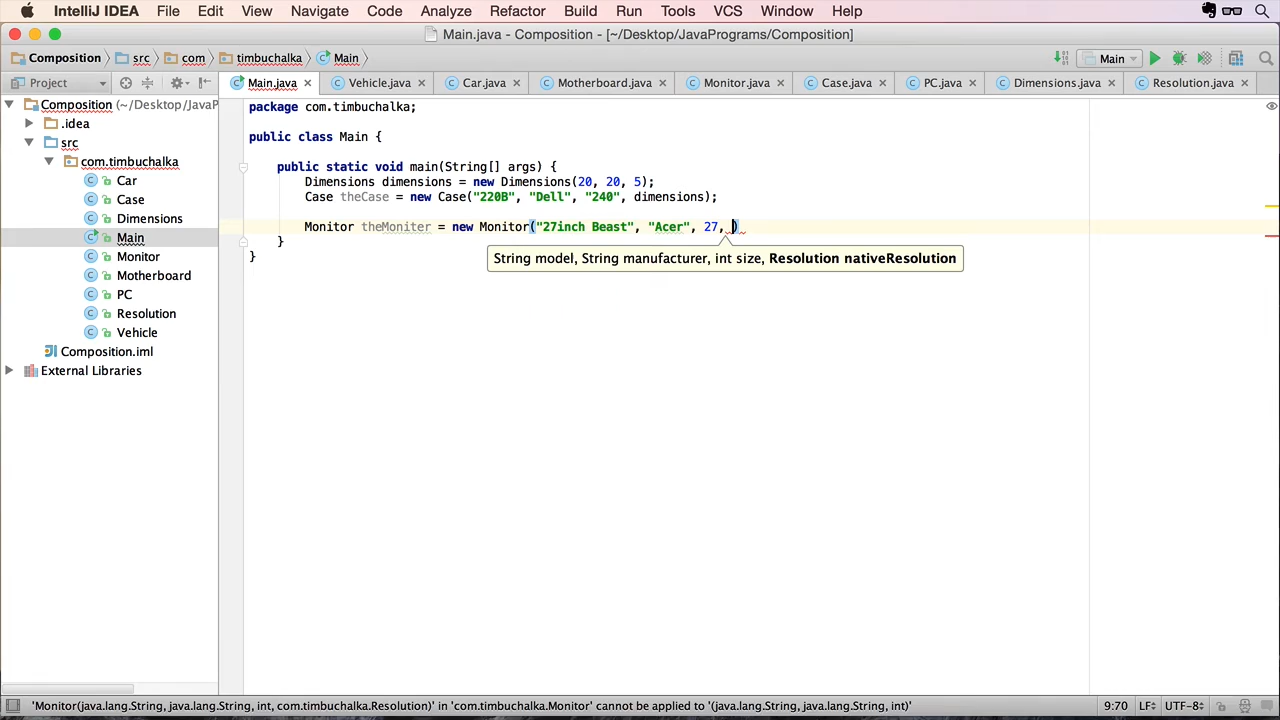 IntelliJ IDEA File Edit View Navigate Code Analyze Refactor Build Run Tools VCS Window Help
Main.java - Composition - [~/Desktop/JavaPrograms/Composition]
Composition src com timbuchalka Main Main
Project Main.java Vehicle.java Car.java Motherboard.java Monitor.java Case.java PC.java Dimensions.java Resolution.java
Composition (~/Desktop/JavaP
.idea
src
com.timbuchalka
Car
Case
Dimensions
Main
Monitor
Motherboard
PC
Resolution
Vehicle
Composition.iml
External Libraries
package com.timbuchalka;
public class Main {
public static void main(String[] args) {
Dimensions dimensions = new Dimensions(20, 20, 5);
Case theCase = new Case("220B", "Dell", "240", dimensions);
Monitor theMoniter = new Monitor("27inch Beast", "Acer", 27, )
}
}
String model, String manufacturer, int size, Resolution nativeResolution
'Monitor(java.lang.String, java.lang.String, int, com.timbuchalka.Resolution)' in 'com.timbuchalka.Monitor' cannot be applied to '(java.lang.String, java.lang.String, int)' 9:70 LF UTF-8